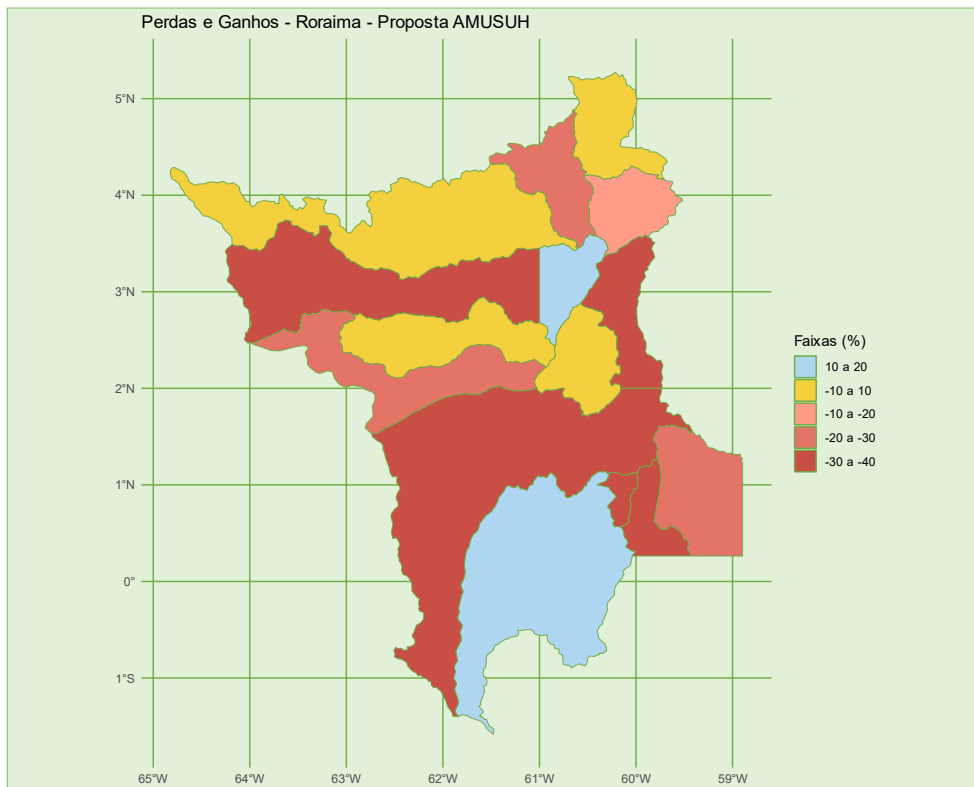 Perdas e Ganhos - Roraima - Proposta AMUSUH
5°N
4°N
3°N
2°N
1°N
0°
1°S
65°W 64°W 63°W 62°W 61°W 60°W 59°W
Faixas (%)
10 a 20
-10 a 10
-10 a -20
-20 a -30
-30 a -40